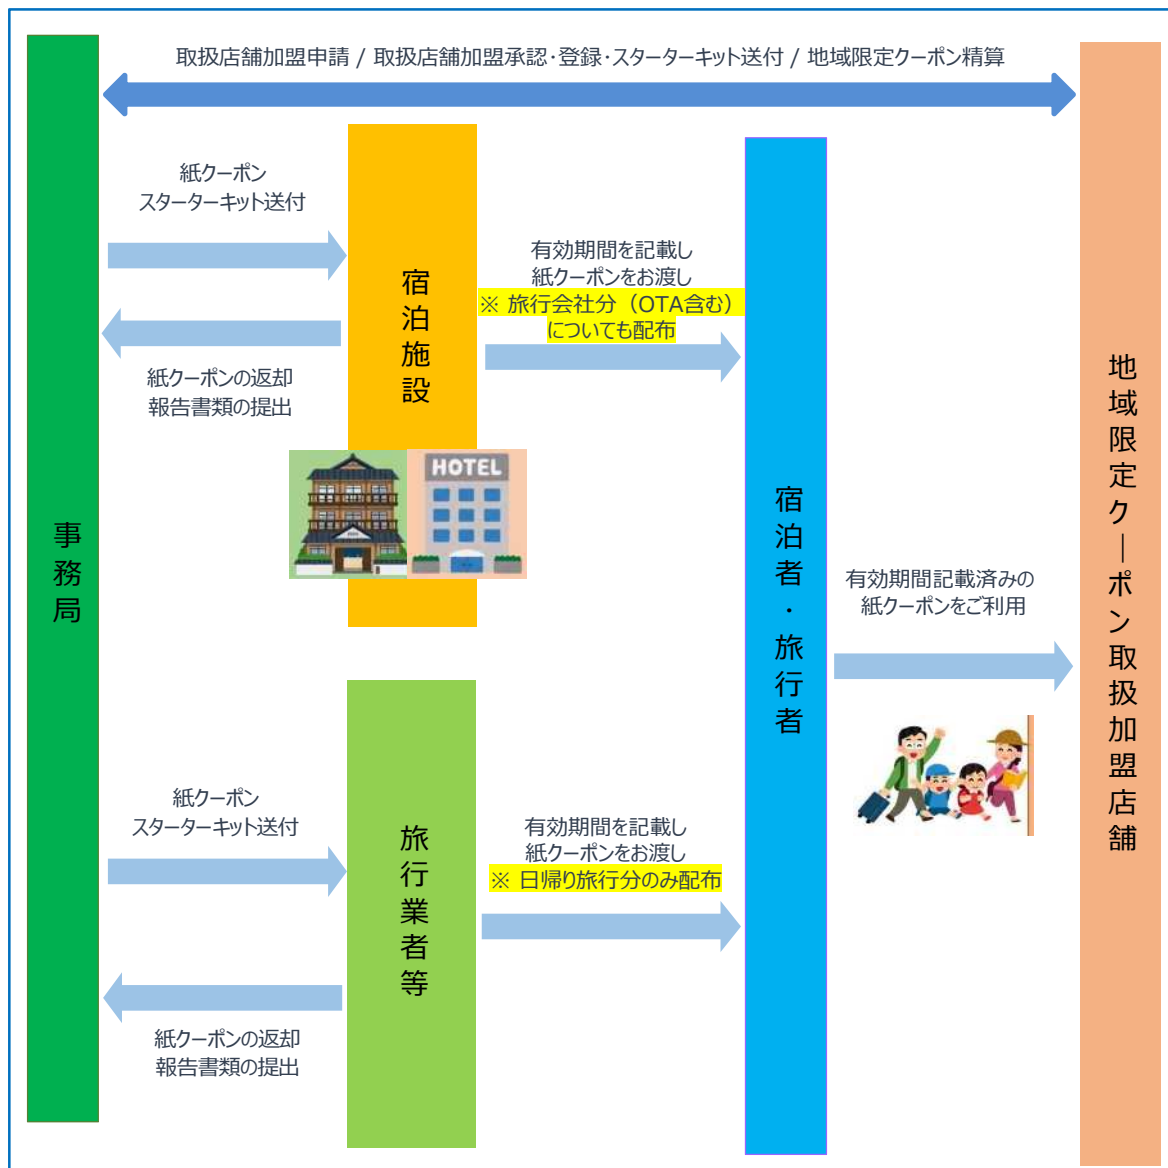 取扱店舗加盟申請 / 取扱店舗加盟承認・登録・スターターキット送付 / 地域限定クーポン精算
事務局
紙クーポン
スターターキット送付
紙クーポンの返却
報告書類の提出
宿泊施設
HOTEL
有効期間を記載し
紙クーポンをお渡し
※ 旅行会社分（OTA含む）
についても配布
紙クーポン
スターターキット送付
紙クーポンの返却
報告書類の提出
旅行業者等
有効期間を記載し
紙クーポンをお渡し
※ 日帰り旅行分のみ配布
宿泊者・旅行者
有効期間記載済みの
紙クーポンをご利用
地域限定クーポン取扱加盟店舗